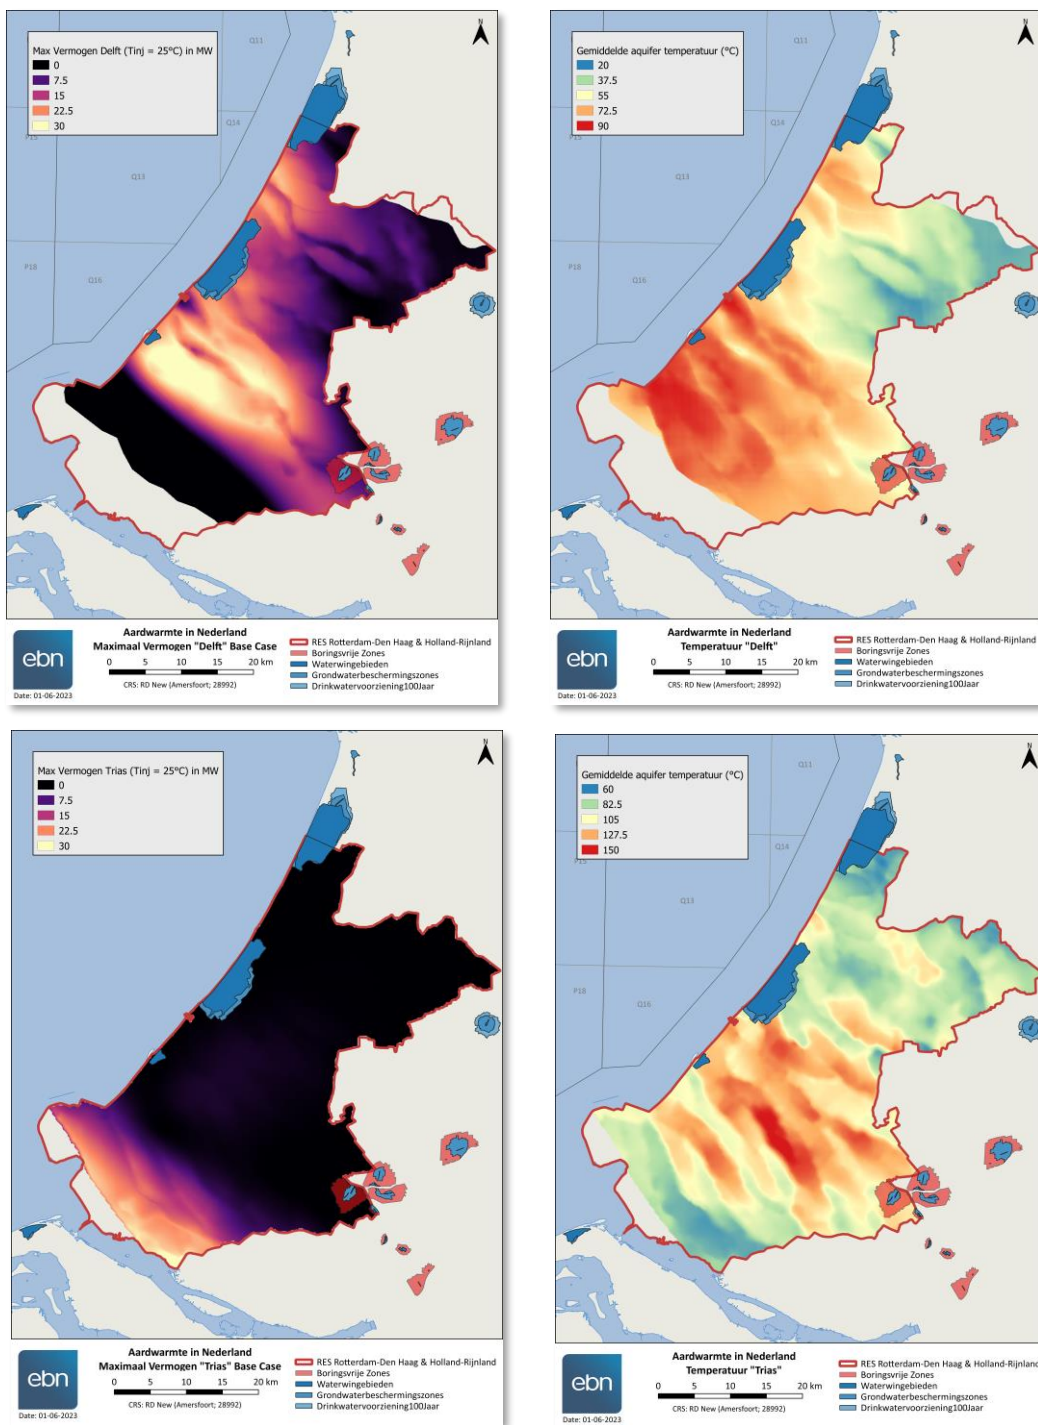 Max Vermogen Delft (Tinj = 25°C) in MW
0
7.5
15
22.5
30
N
Q11
Q14
P15
Q13
P18
Q16
ebn
Date: 01-06-2023
Aardwarmte in Nederland
Maximaal Vermogen "Delft" Base Case
0 5 10 15 20 km
CRS: RD New (Amersfoort; 28992)
RES Rotterdam-Den Haag & Holland-Rijnland
Boringsvrije Zones
Waterwingebieden
Grondwaterbeschermingszones
Drinkwatervoorziening100Jaar
Gemiddelde aquifer temperatuur (°C)
20
37.5
55
72.5
90
N
Q11
Q14
P15
Q13
P18
Q16
ebn
Date: 01-06-2023
Aardwarmte in Nederland
Temperatuur "Delft"
0 5 10 15 20 km
CRS: RD New (Amersfoort; 28992)
RES Rotterdam-Den Haag & Holland-Rijnland
Boringsvrije Zones
Waterwingebieden
Grondwaterbeschermingszones
Drinkwatervoorziening100Jaar
Max Vermogen Trias (Tinj = 25°C) in MW
0
7.5
15
22.5
30
N
ebn
Date: 01-06-2023
Aardwarmte in Nederland
Maximaal Vermogen "Trias" Base Case
0 5 10 15 20 km
CRS: RD New (Amersfoort; 28992)
RES Rotterdam-Den Haag & Holland-Rijnland
Boringsvrije Zones
Waterwingebieden
Grondwaterbeschermingszones
Drinkwatervoorziening100Jaar
Gemiddelde aquifer temperatuur (°C)
60
82.5
105
127.5
150
N
Q11
Q14
P15
Q13
P18
Q16
ebn
Date: 01-06-2023
Aardwarmte in Nederland
Temperatuur "Trias"
0 5 10 15 20 km
CRS: RD New (Amersfoort; 28992)
RES Rotterdam-Den Haag & Holland-Rijnland
Boringsvrije Zones
Waterwingebieden
Grondwaterbeschermingszones
Drinkwatervoorziening100Jaar